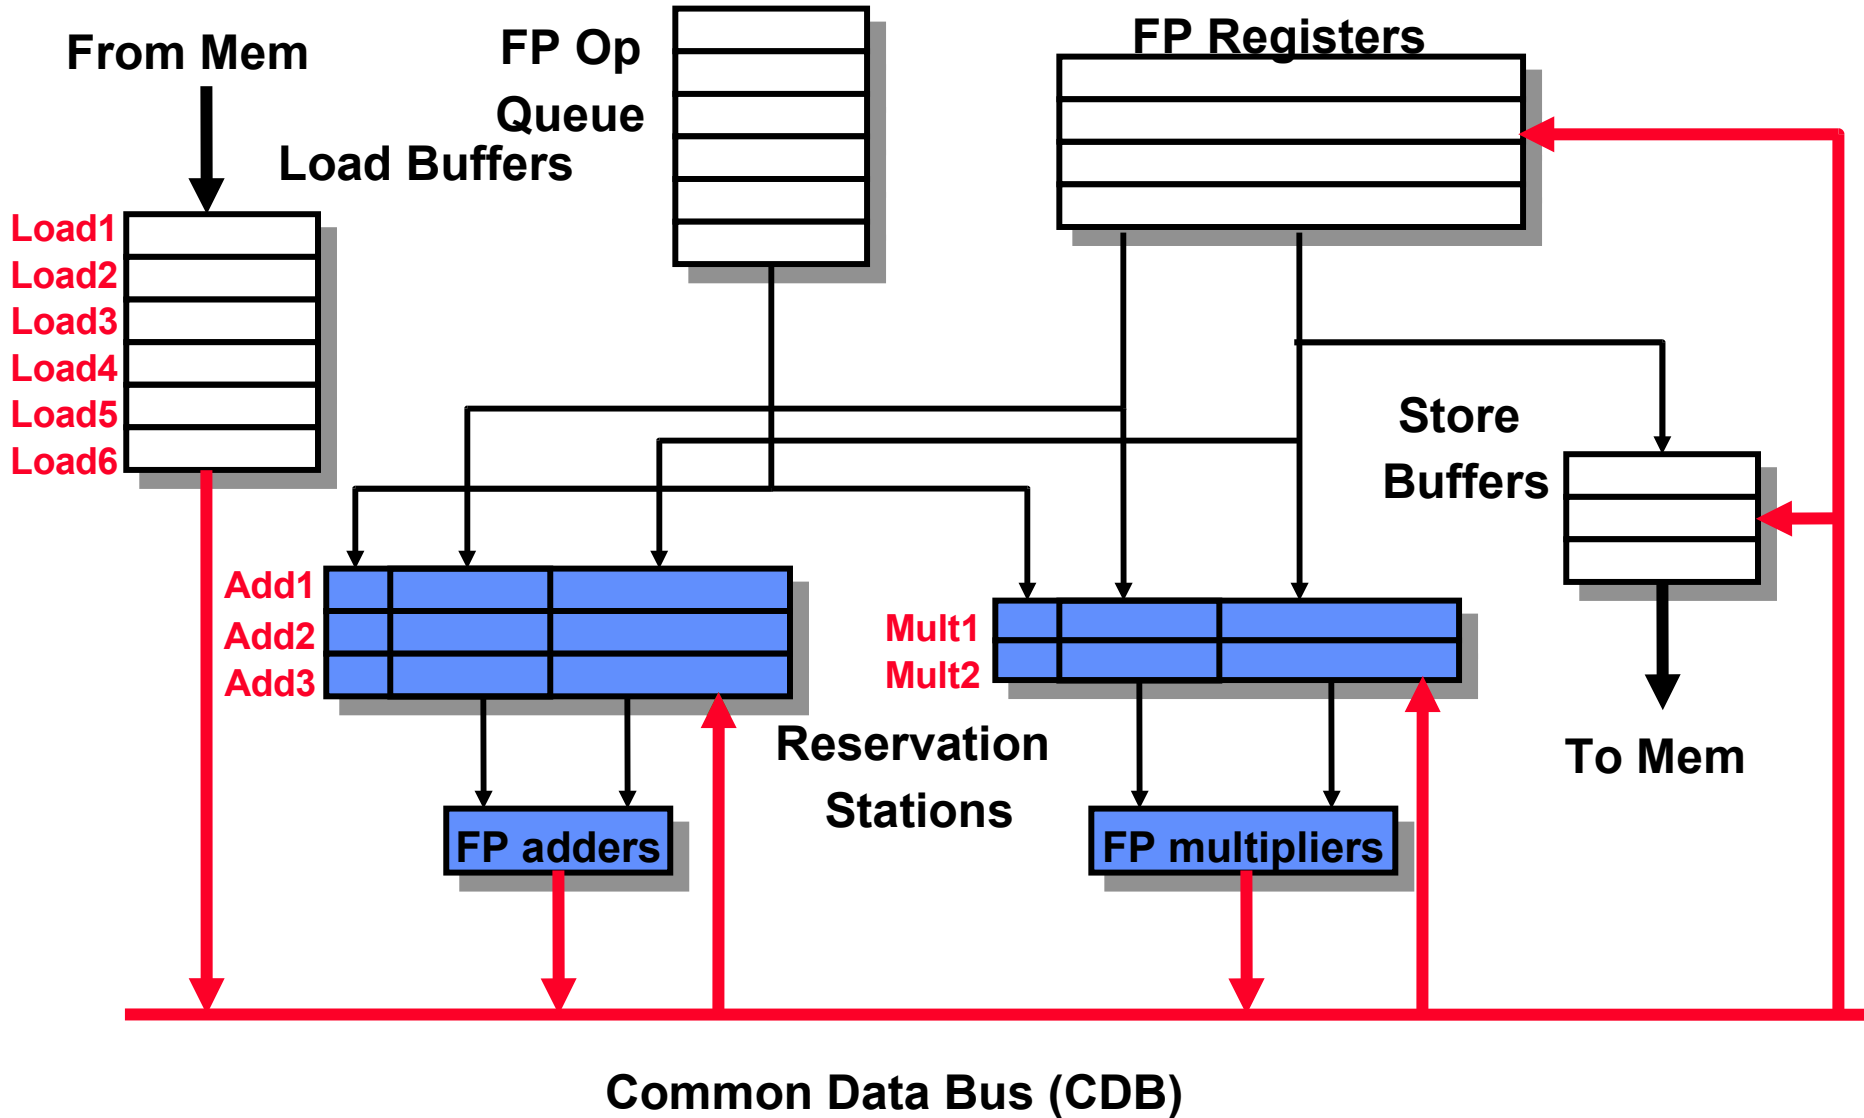 From Mem
FP Op
Queue
FP Registers
Load Buffers
Load1
Load2
Load3
Load4
Load5
Load6
Store
Buffers
Add1
Add2
Add3
Mult1
Mult2
Reservation
Stations
To Mem
FP adders
FP multipliers
Common Data Bus (CDB)